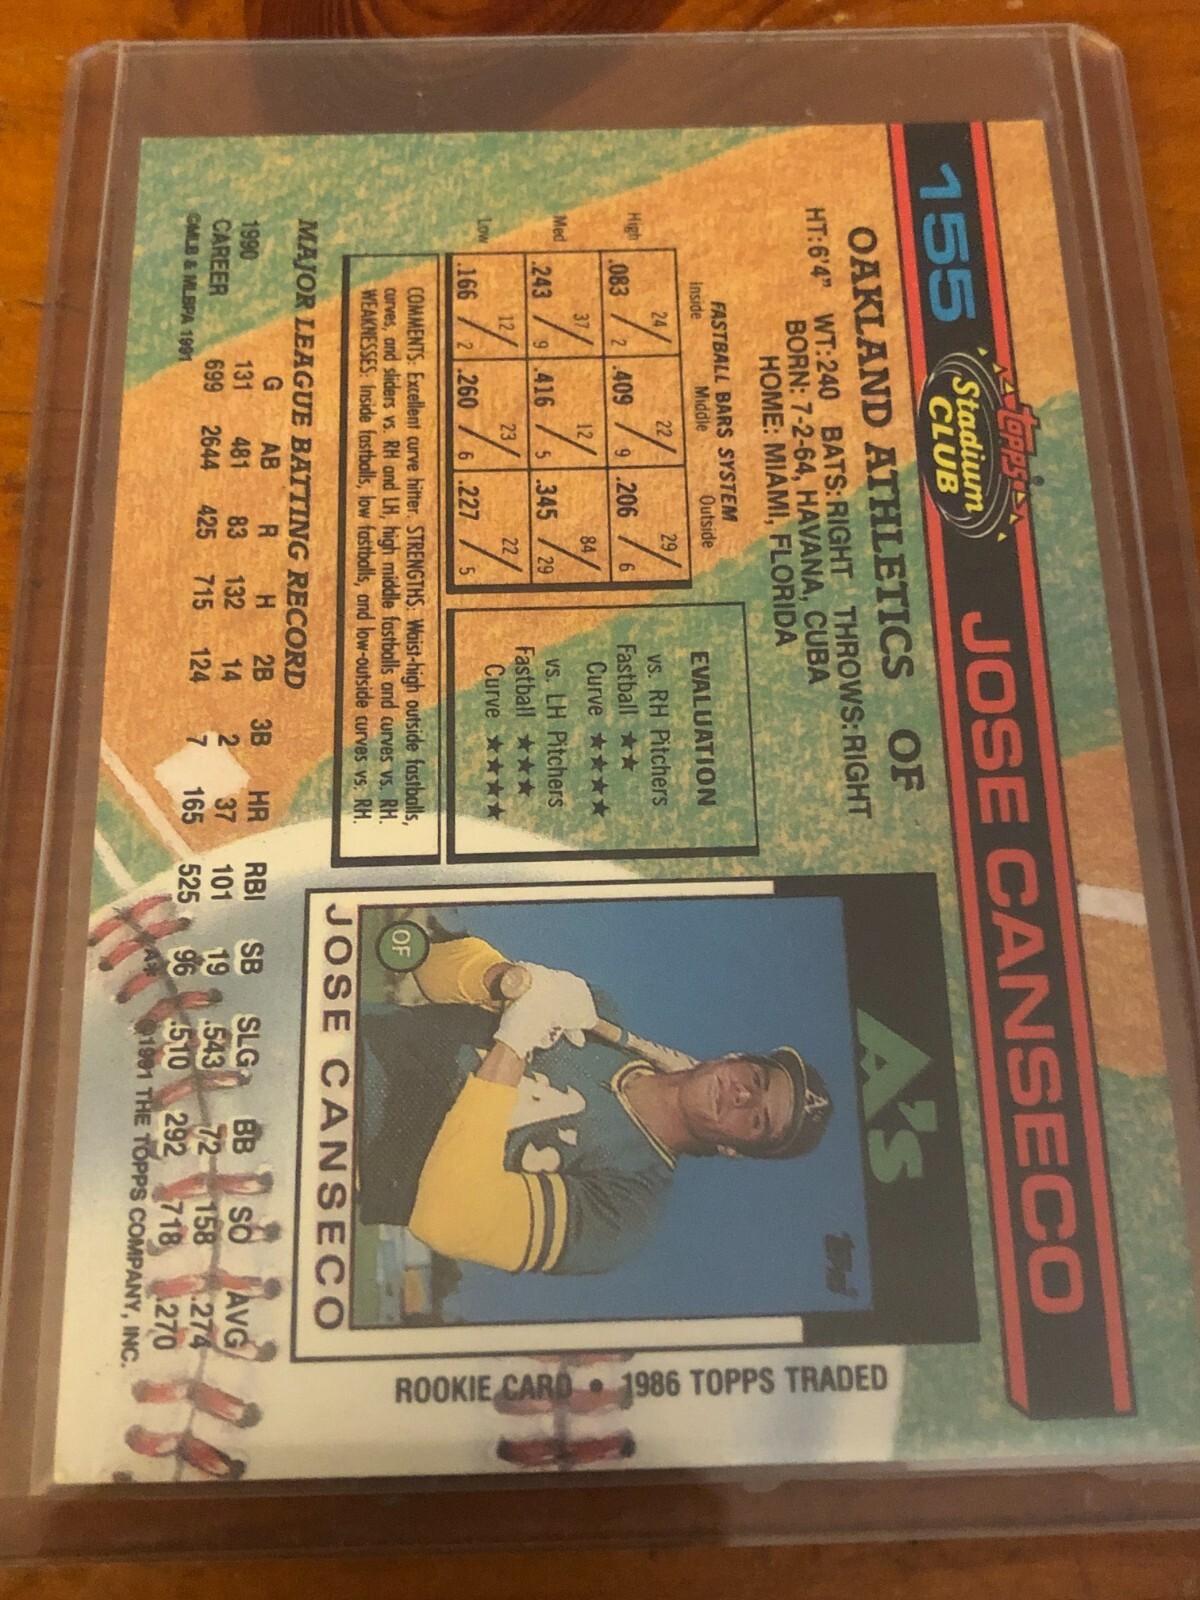 155
Topps
Stadium
CLUB
JOSE CANSECO
OAKLAND ATHLETICS OF
HT:6'4" WT:240 BATS:RIGHT THROWS:RIGHT
BORN: 7-2-64, HAVANA, CUBA
HOME: MIAMI, FLORIDA
FASTBALL BARS SYSTEM
Inside Middle Outside
High .083 24/2 .409 22/9 .206 29/6
Med .243 37/9 .416 12/5 .345 84/29
Low .166 12/2 .260 23/6 .227 22/5
EVALUATION
vs. RH Pitchers
Fastball ★★
Curve ★★★★
vs. LH Pitchers
Fastball ★★★
Curve ★★★★
COMMENTS: Excellent curve hitter. STRENGTHS: Waist-high outside fastballs,
curves, and sliders vs. RH and LH, high middle fastballs and curves vs. RH.
WEAKNESSES: Inside fastballs, low fastballs, and low-outside curves vs. RH.
A's
A's
OF
JOSE CANSECO
ROOKIE CARD • 1986 TOPPS TRADED
MAJOR LEAGUE BATTING RECORD
G AB R H 2B 3B HR RBI SB SLG BB SO AVG
1990 131 481 83 132 14 2 37 101 19 .543 72 158 .274
CAREER 699 2644 425 715 124 7 165 525 96 .510 292 718 .270
©MLB & MLBPA 1991
A*
©1991 THE TOPPS COMPANY, INC.